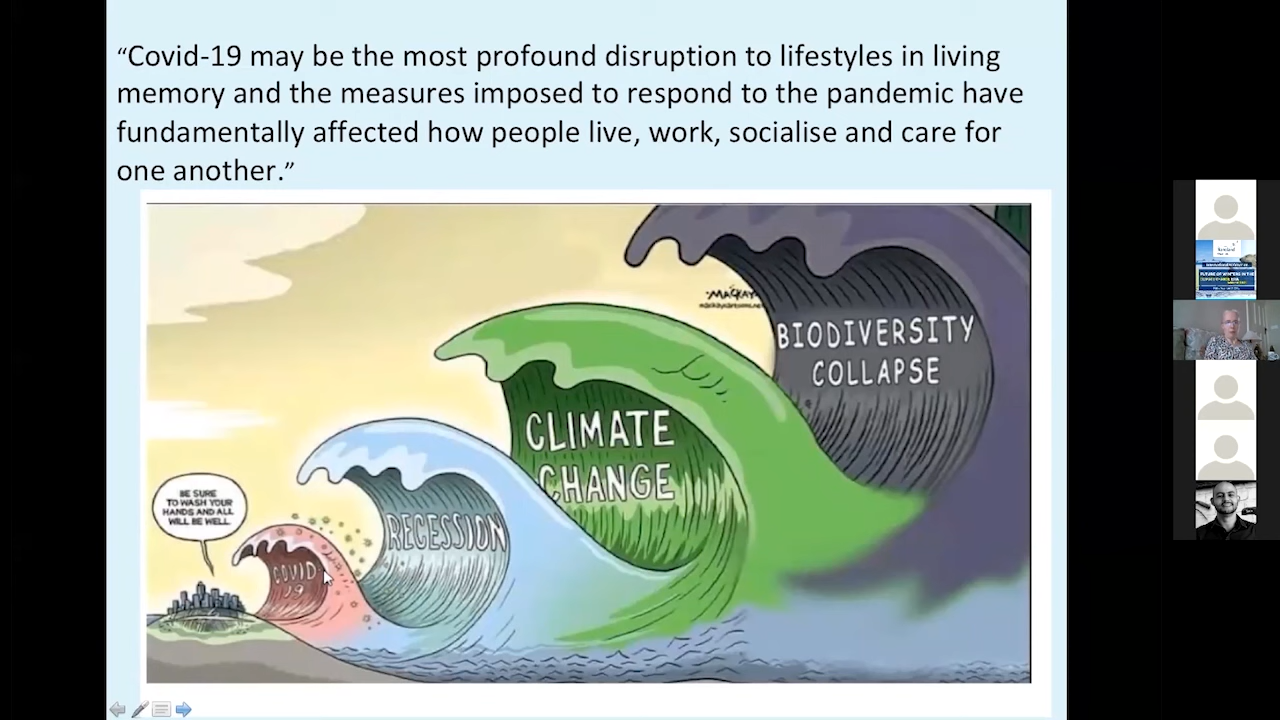 “Covid-19 may be the most profound disruption to lifestyles in living
memory and the measures imposed to respond to the pandemic have
fundamentally affected how people live, work, socialise and care for
one another.”
MACKAY
BIODIVERSITY
COLLAPSE
CLIMATE
CHANGE
RECESSION
BE SURE
TO WASH YOUR
HANDS AND ALL
WILL BE WELL.
COVID
19